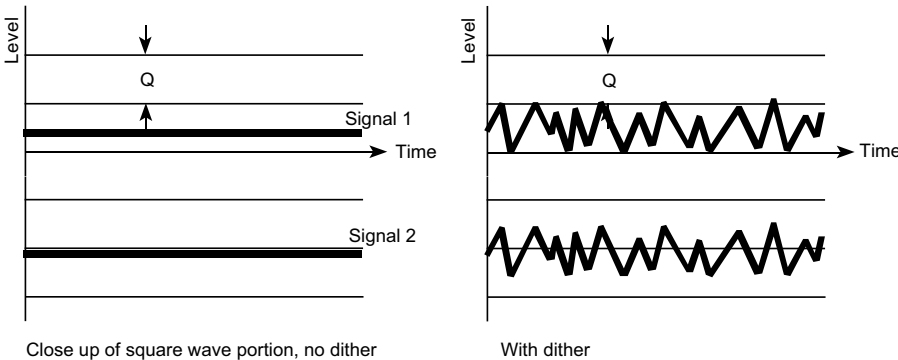 Level
Q
Signal 1
Time
Signal 2
Close up of square wave portion, no dither
Level
Q
Time
With dither